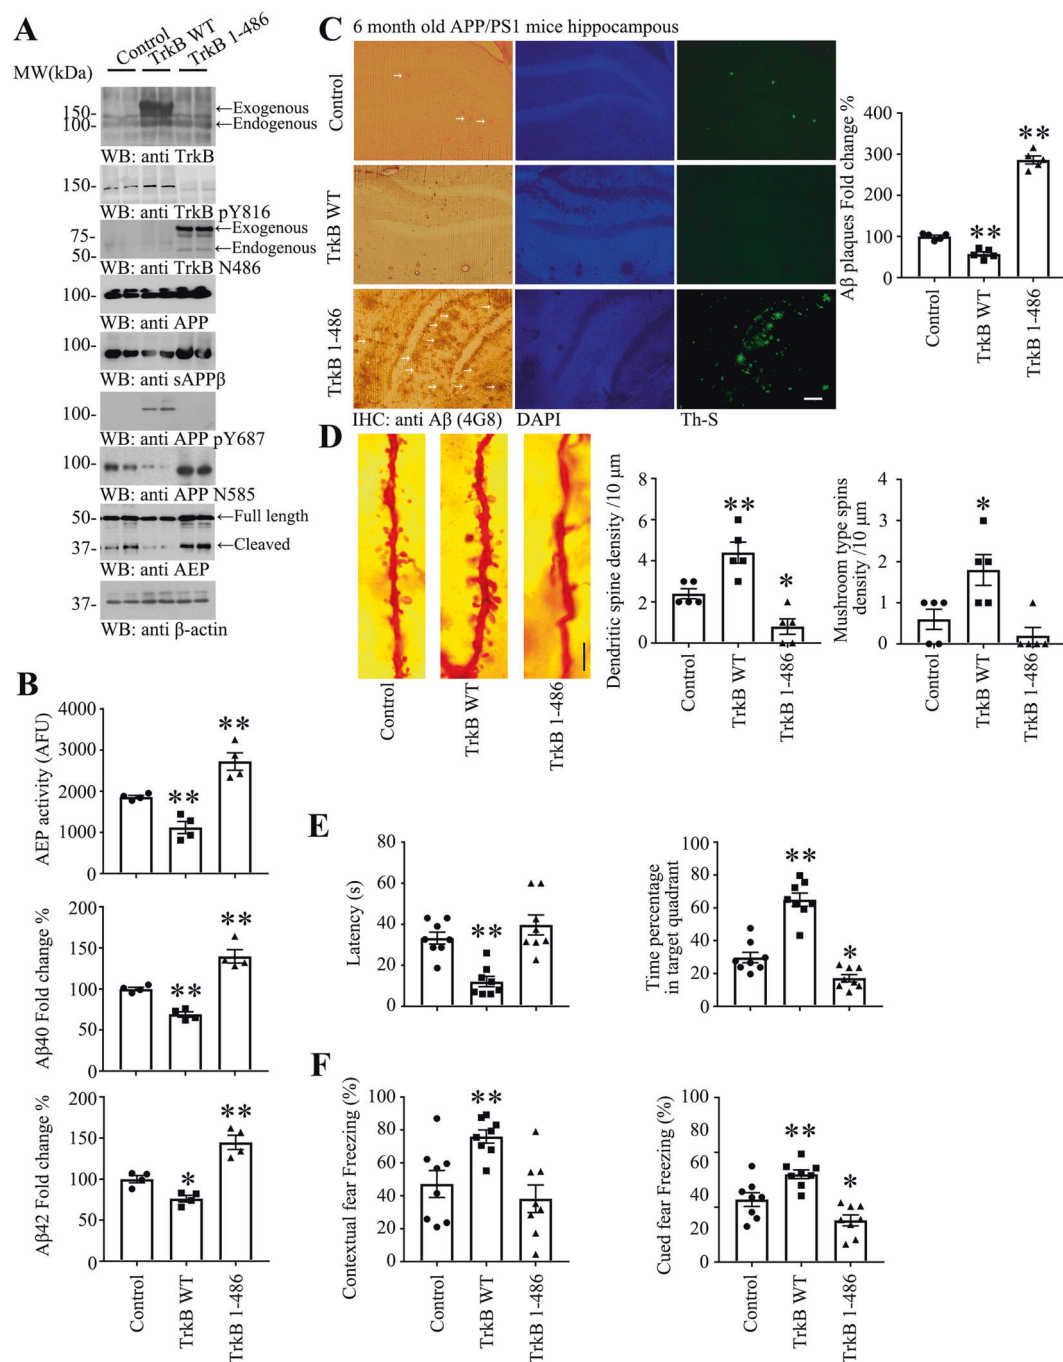 A
Control
TrkB WT
TrkB 1-486
MW(kDa)
150-
100-
←Exogenous
←Endogenous
WB: anti TrkB
150-
WB: anti TrkB pY816
75-
50-
←Exogenous
←Endogenous
WB: anti TrkB N486
100-
WB: anti APP
100-
WB: anti sAPPβ
100-
WB: anti APP pY687
100-
WB: anti APP N585
50-
37-
←Full length
←Cleaved
WB: anti AEP
37-
WB: anti β-actin
B
AEP activity (AFU)
4000
3000
2000
1000
0
**
**
Aβ40 Fold change %
200
150
100
50
0
**
**
Aβ42 Fold change %
200
150
100
50
0
*
**
Control
TrkB WT
TrkB 1-486
C
6 month old APP/PS1 mice hippocampous
Control
TrkB WT
TrkB 1-486
IHC: anti Aβ (4G8)
DAPI
Th-S
Aβ plaques Fold change %
400
300
200
100
0
**
**
Control
TrkB WT
TrkB 1-486
D
Control
TrkB WT
TrkB 1-486
Dendritic spine density /10 μm
8
6
4
2
0
**
*
Control
TrkB WT
TrkB 1-486
Mushroom type spins
density /10 μm
4
3
2
1
0
*
Control
TrkB WT
TrkB 1-486
E
Latency (s)
80
60
40
20
0
**
Time percentage
in target quadrant
100
80
60
40
20
0
**
*
F
Contextual fear Freezing (%)
100
80
60
40
20
0
**
Control
TrkB WT
TrkB 1-486
Cued fear Freezing (%)
100
80
60
40
20
0
**
*
Control
TrkB WT
TrkB 1-486